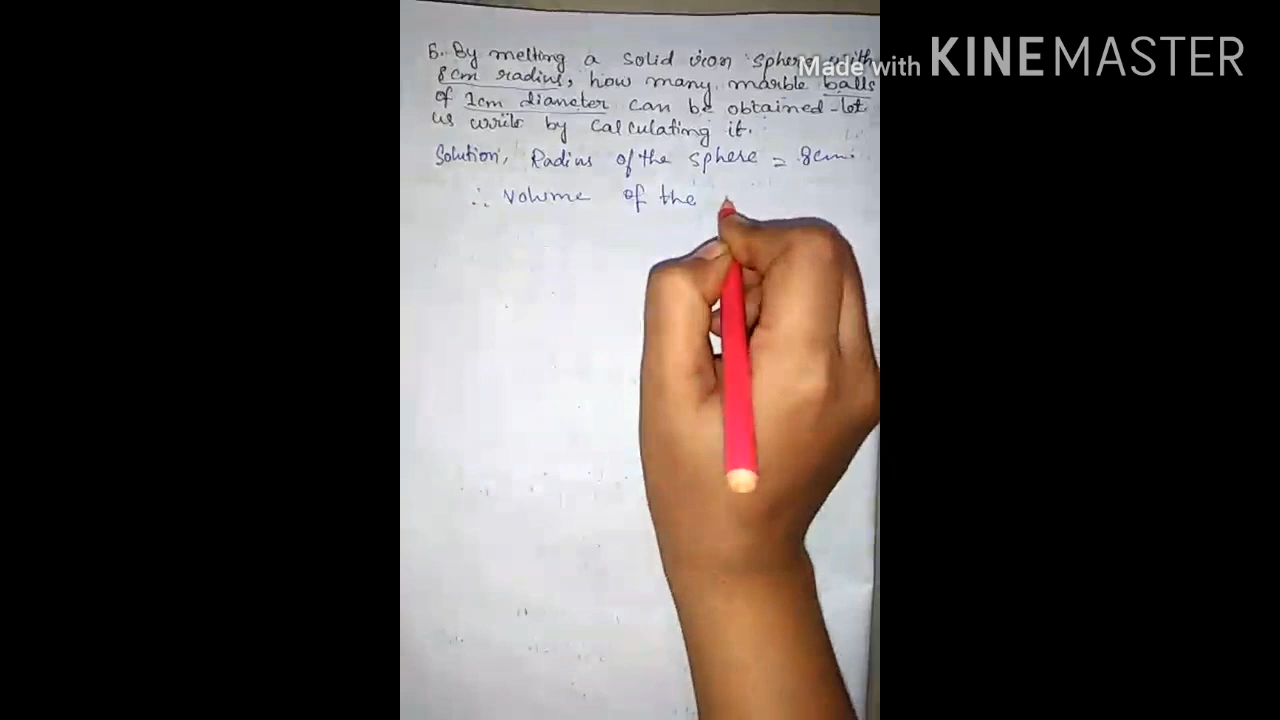 6. By melting a solid iron sphere with
8cm radius, how many marble balls
of 1cm diameter can be obtained - let
us write by calculating it.
Solution, Radius of the sphere = 8cm.
∴ Volume of the
Made with KINEMASTER